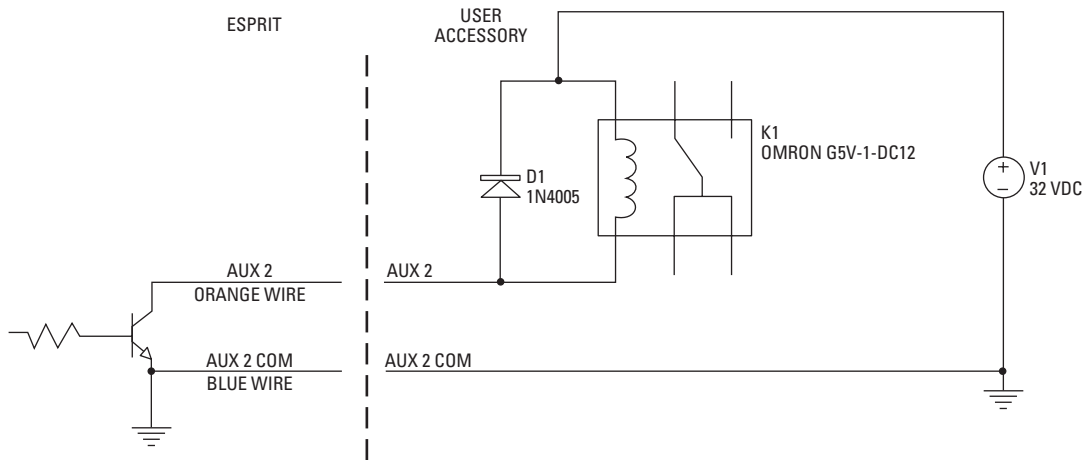 ESPRIT
USER
ACCESSORY
K1
OMRON G5V-1-DC12
+
V1
–
32 VDC
D1
1N4005
AUX 2
ORANGE WIRE
AUX 2
AUX 2 COM
BLUE WIRE
AUX 2 COM